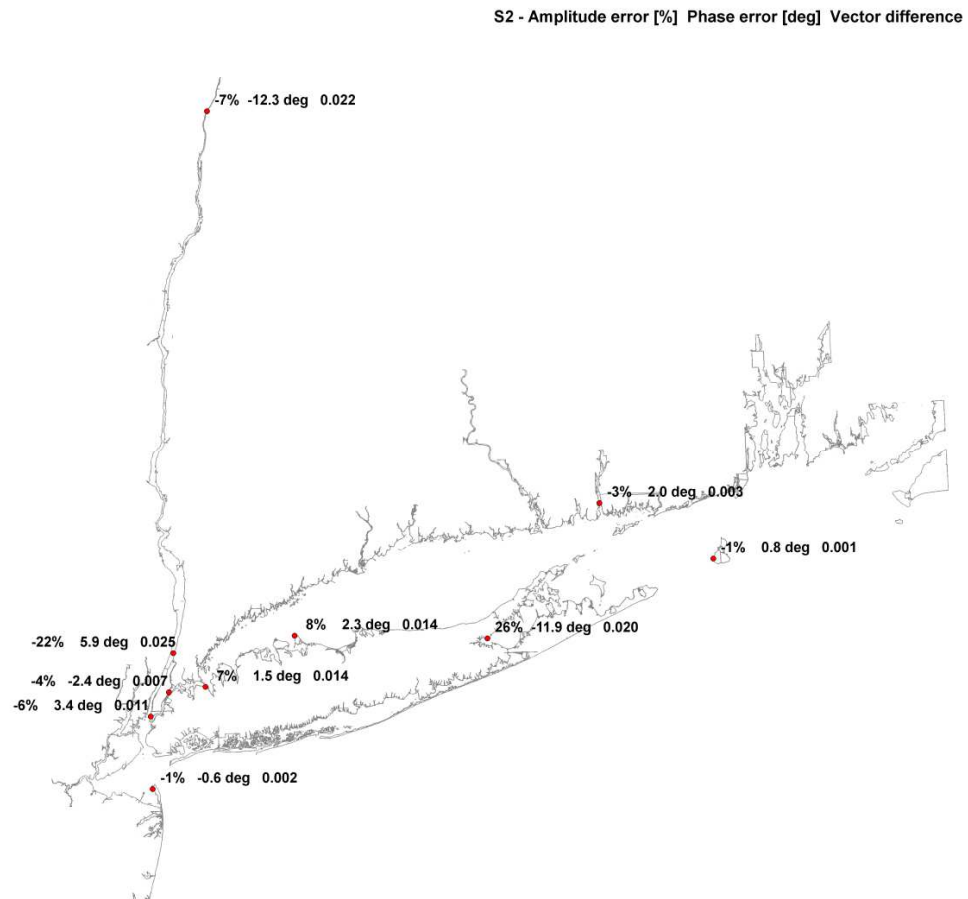 S2 - Amplitude error [%]  Phase error [deg]  Vector difference
-7%  -12.3 deg  0.022
-3%  2.0 deg  0.003
-1%  0.8 deg  0.001
8%  2.3 deg  0.014
26%  -11.9 deg  0.020
-22%  5.9 deg  0.025
-4%  -2.4 deg  0.007
7%  1.5 deg  0.014
-6%  3.4 deg  0.011
-1%  -0.6 deg  0.002